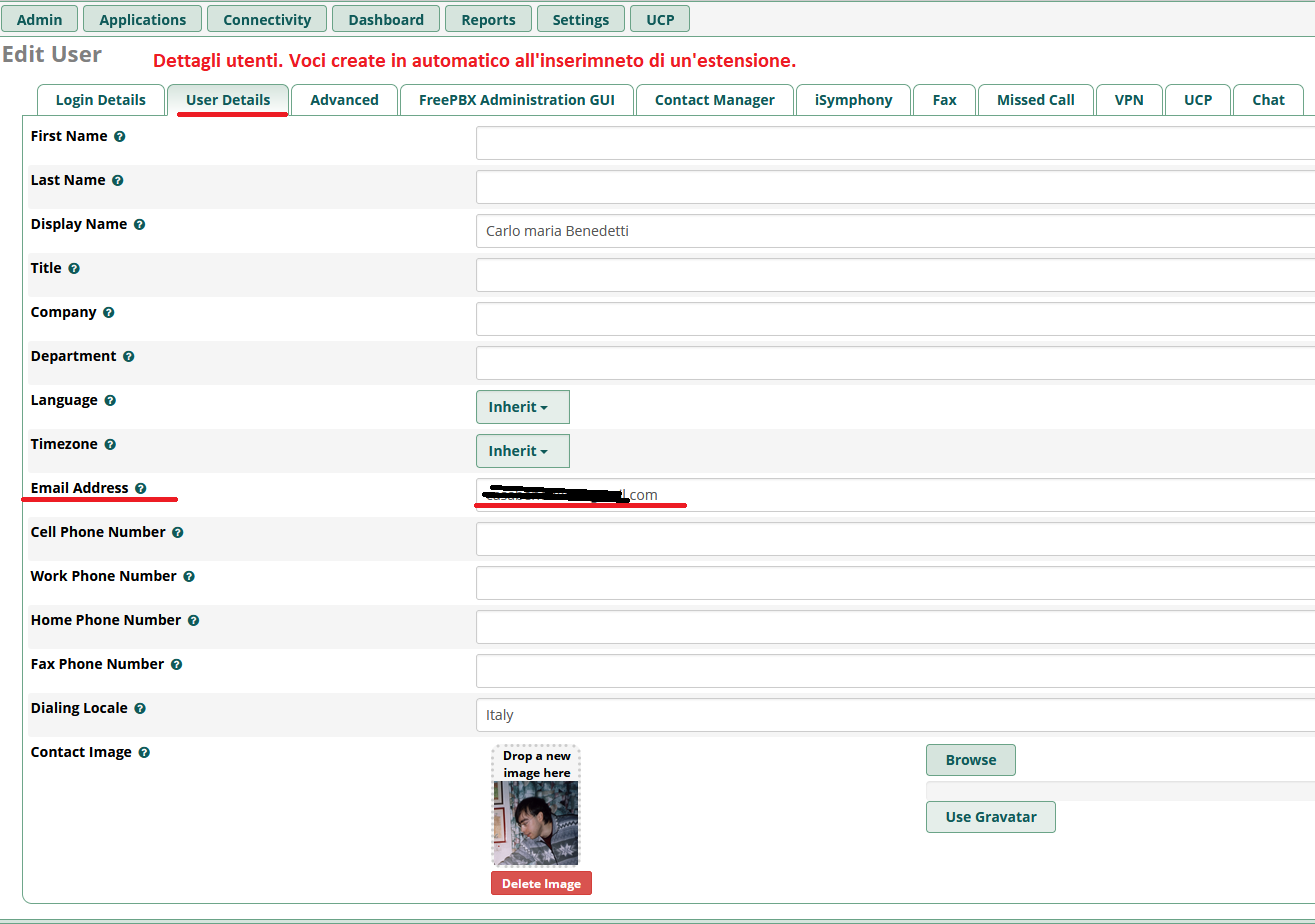 Admin Applications Connectivity Dashboard Reports Settings UCP
Edit User
Dettagli utenti. Voci create in automatico all'inserimneto di un'estensione.
Login Details User Details Advanced FreePBX Administration GUI Contact Manager iSymphony Fax Missed Call VPN UCP Chat
First Name
Last Name
Display Name Carlo maria Benedetti
Title
Company
Department
Language Inherit
Timezone Inherit
Email Address .com
Cell Phone Number
Work Phone Number
Home Phone Number
Fax Phone Number
Dialing Locale Italy
Contact Image
Drop a new
image here
Browse
Use Gravatar
Delete Image